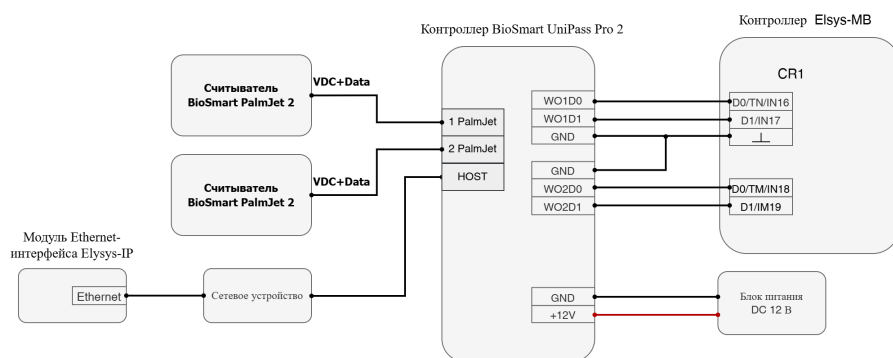 Контроллер BioSmart UniPass Pro 2
Контроллер Elsys-MB
Считыватель
BioSmart PalmJet 2
VDC+Data
1 PalmJet
2 PalmJet
HOST
Считыватель
BioSmart PalmJet 2
VDC+Data
WO1D0
WO1D1
GND
GND
WO2D0
WO2D1
GND
+12V
CR1
D0/TN/IN16
D1/IN17
D0/TM/IN18
D1/IM19
Модуль Ethernet-
интерфейса Elysys-IP
Ethernet
Сетевое устройство
Блок питания
DC 12 В